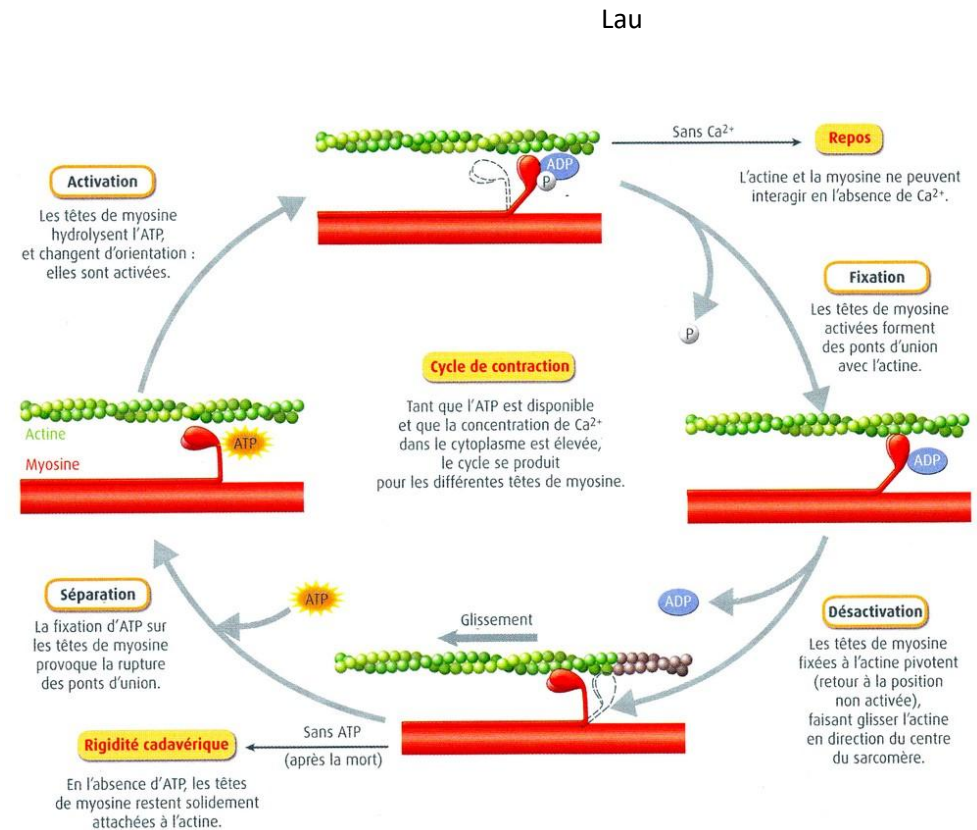 Lau
Sans Ca²⁺
Repos
L'actine et la myosine ne peuvent
interagir en l'absence de Ca²⁺.
ADP
P
Activation
Les têtes de myosine
hydrolysent l'ATP,
et changent d'orientation :
elles sont activées.
P
Fixation
Les têtes de myosine
activées forment
des ponts d'union
avec l'actine.
Cycle de contraction
Tant que l'ATP est disponible
et que la concentration de Ca²⁺
dans le cytoplasme est élevée,
le cycle se produit
pour les différentes têtes de myosine.
Actine
Myosine
ATP
ADP
Séparation
La fixation d'ATP sur
les têtes de myosine
provoque la rupture
des ponts d'union.
ATP
Glissement
ADP
Désactivation
Les têtes de myosine
fixées à l'actine pivotent
(retour à la position
non activée),
faisant glisser l'actine
en direction du centre
du sarcomère.
Sans ATP
(après la mort)
Rigidité cadavérique
En l'absence d'ATP, les têtes
de myosine restent solidement
attachées à l'actine.